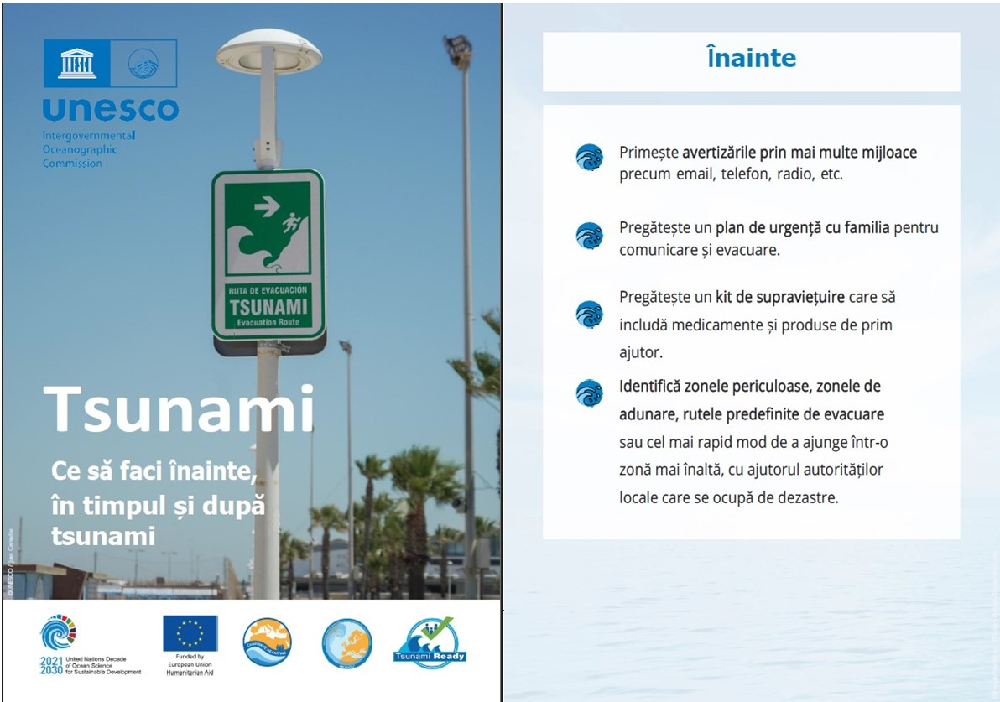 unesco
Intergovernmental
Oceanographic
Commission
RUTA DE EVACUACIÓN
TSUNAMI
Evacuation Route
Tsunami
Ce să faci înainte,
în timpul și după
tsunami
2021
2030
United Nations Decade
of Ocean Science
for Sustainable Development
Funded by
European Union
Humanitarian Aid
Tsunami Ready
Înainte
Primește avertizările prin mai multe mijloace
precum email, telefon, radio, etc.
Pregătește un plan de urgență cu familia pentru
comunicare și evacuare.
Pregătește un kit de supraviețuire care să
includă medicamente și produse de prim
ajutor.
Identifică zonele periculoase, zonele de
adunare, rutele predefinite de evacuare
sau cel mai rapid mod de a ajunge într-o
zonă mai înaltă, cu ajutorul autorităților
locale care se ocupă de dezastre.